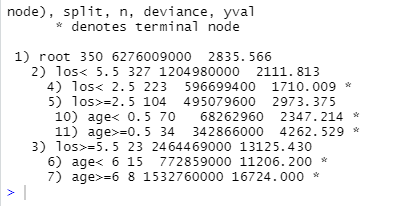 node), split, n, deviance, yval
* denotes terminal node
1) root 350 6276009000 2835.566
2) los< 5.5 327 1204980000 2111.813
4) los< 2.5 223 596699400 1710.009 *
5) los>=2.5 104 495079600 2973.375
10) age< 0.5 70 68262960 2347.214 *
11) age>=0.5 34 342866000 4262.529 *
3) los>=5.5 23 2464469000 13125.430
6) age< 6 15 772859000 11206.200 *
7) age>=6 8 1532760000 16724.000 *
>